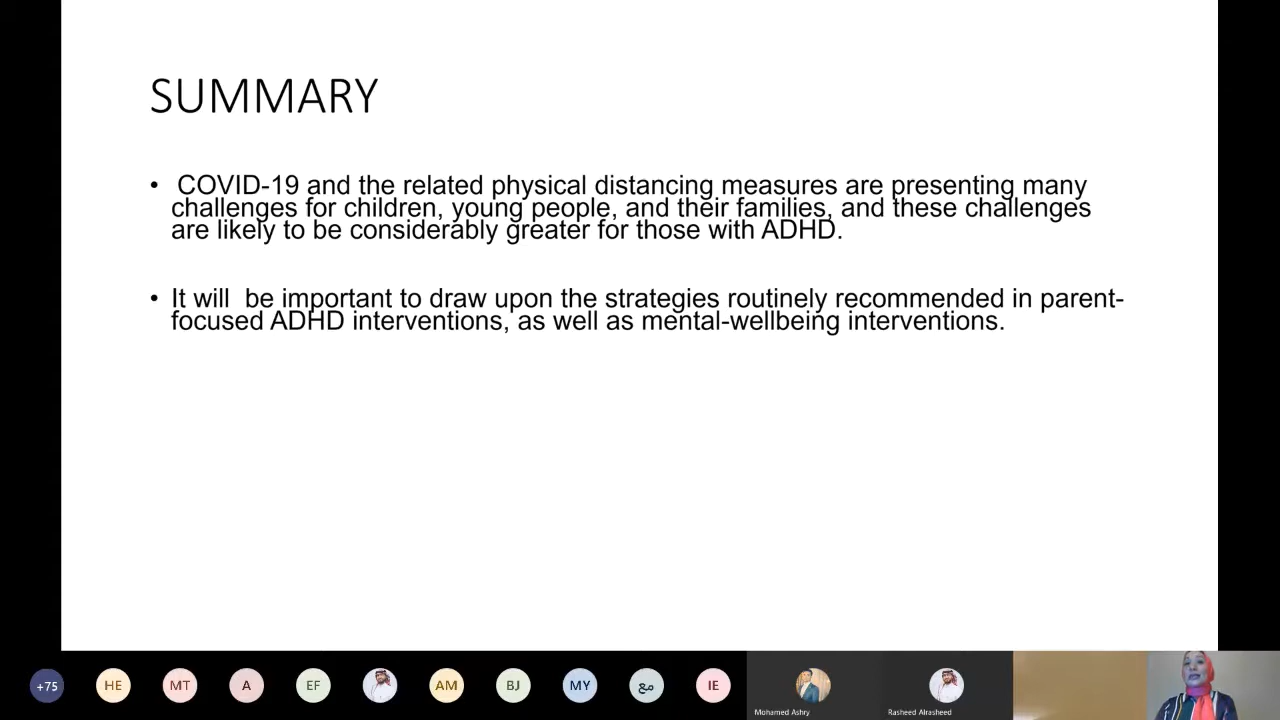 SUMMARY
• COVID-19 and the related physical distancing measures are presenting many
challenges for children, young people, and their families, and these challenges
are likely to be considerably greater for those with ADHD.
• It will be important to draw upon the strategies routinely recommended in parent-
focused ADHD interventions, as well as mental-wellbeing interventions.
+75
HE
MT
A
EF
AM
BJ
MY
مع
IE
Mohamed Ashry
Rasheed Alrasheed